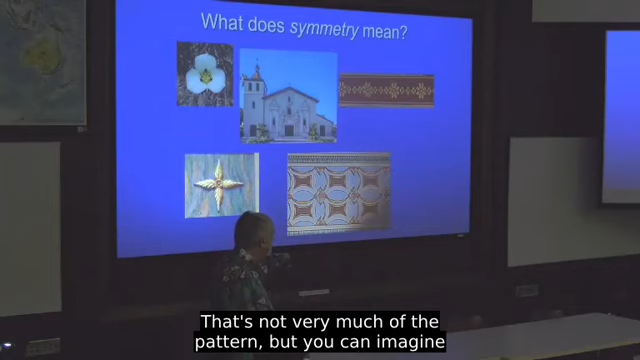 What does symmetry mean?
That's not very much of the
pattern, but you can imagine